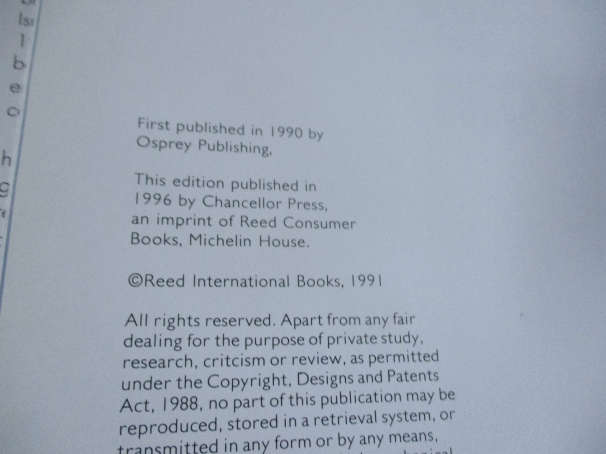 First published in 1990 by
Osprey Publishing,
This edition published in
1996 by Chancellor Press,
an imprint of Reed Consumer
Books, Michelin House.
©Reed International Books, 1991
All rights reserved. Apart from any fair
dealing for the purpose of private study,
research, critcism or review, as permitted
under the Copyright, Designs and Patents
Act, 1988, no part of this publication may be
reproduced, stored in a retrieval system, or
transmitted in any form or by any means,